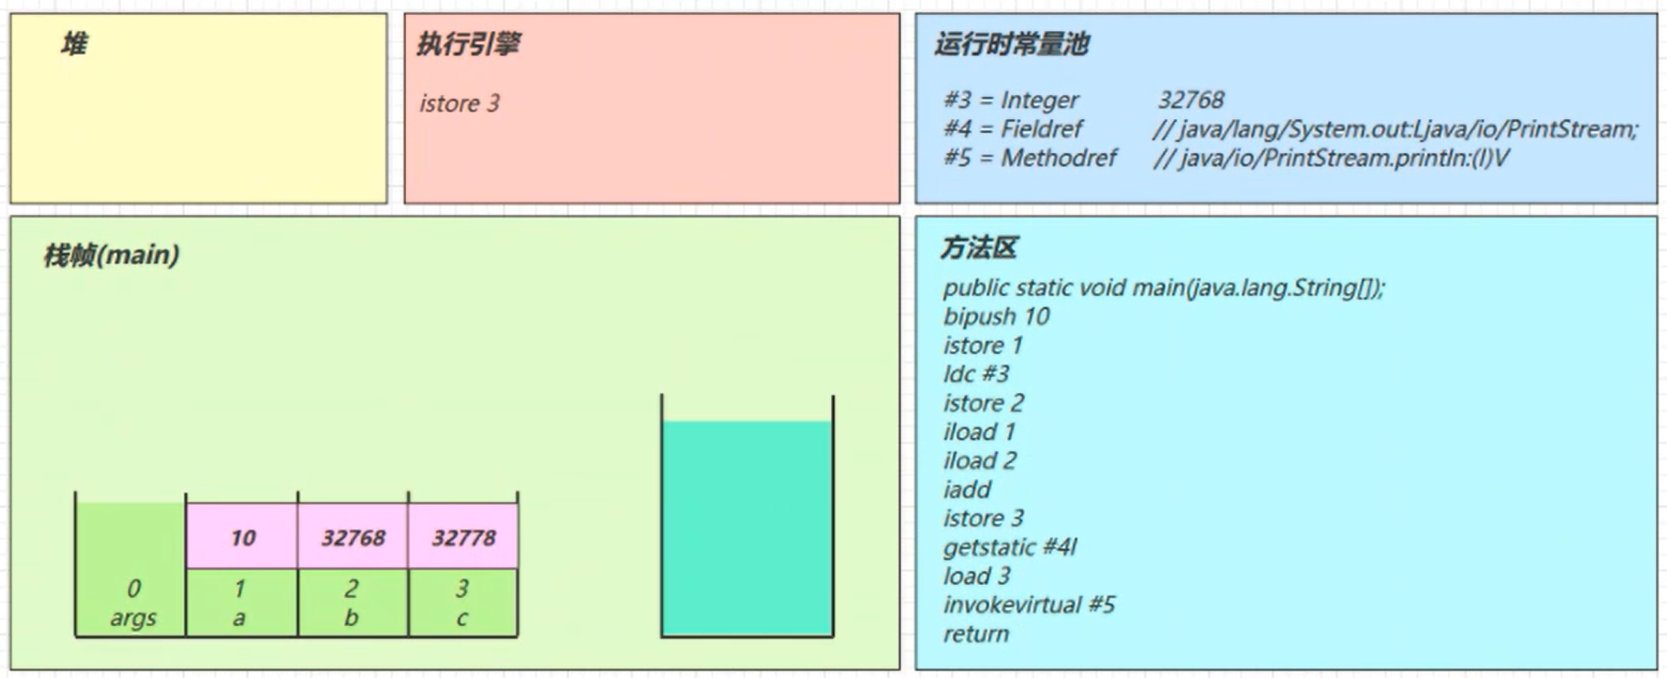 堆
执行引擎
istore 3
运行时常量池
#3 = Integer 32768
#4 = Fieldref // java/lang/System.out:Ljava/io/PrintStream;
#5 = Methodref // java/io/PrintStream.println:(I)V
栈帧(main)
10 32768 32778
0 1 2 3
args a b c
方法区
public static void main(java.lang.String[]);
bipush 10
istore 1
ldc #3
istore 2
iload 1
iload 2
iadd
istore 3
getstatic #4I
load 3
invokevirtual #5
return